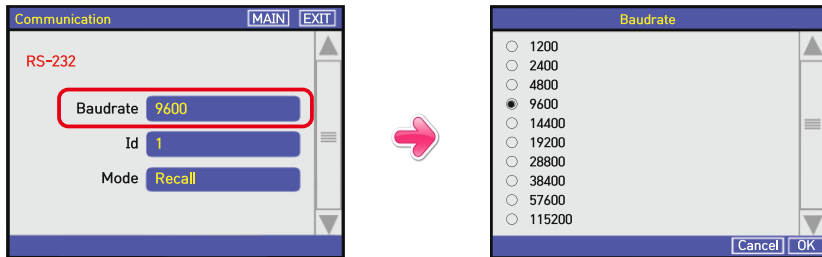 Communication MAIN EXIT
RS-232
Baudrate 9600
Id 1
Mode Recall
Baudrate
1200
2400
4800
9600
14400
19200
28800
38400
57600
115200
Cancel OK